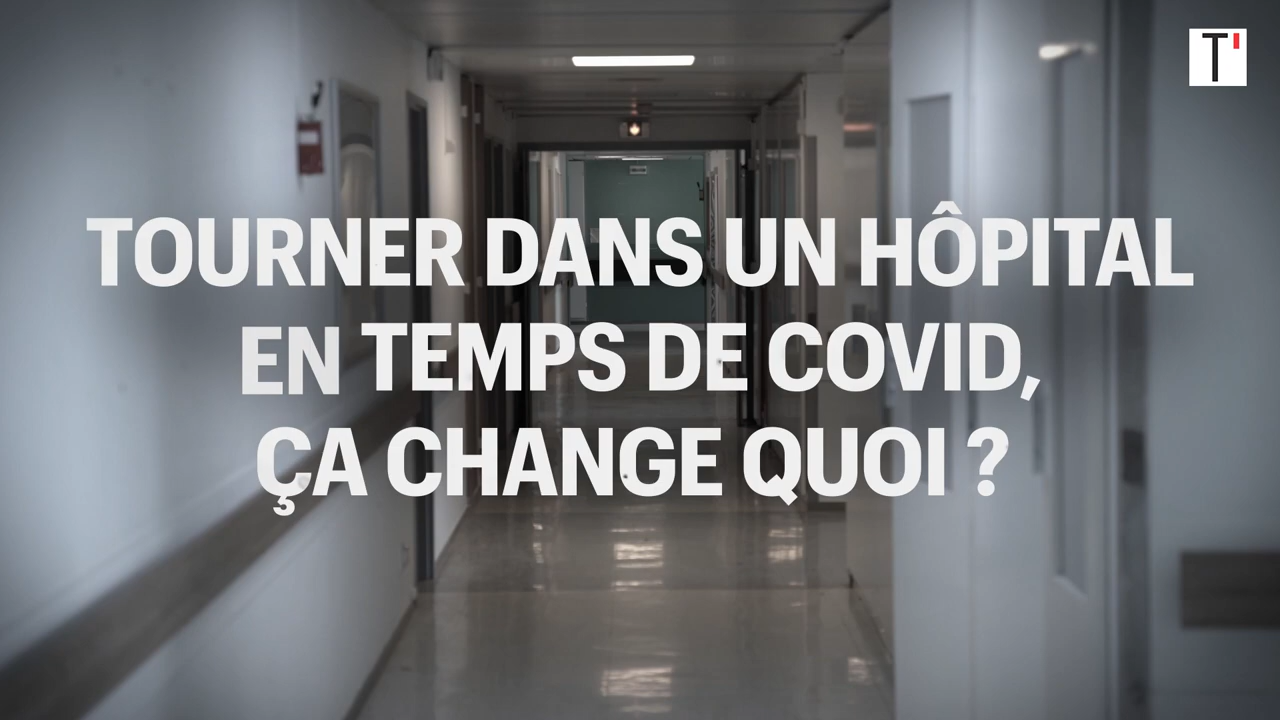 T'
TOURNER DANS UN HÔPITAL
EN TEMPS DE COVID,
ÇA CHANGE QUOI ?